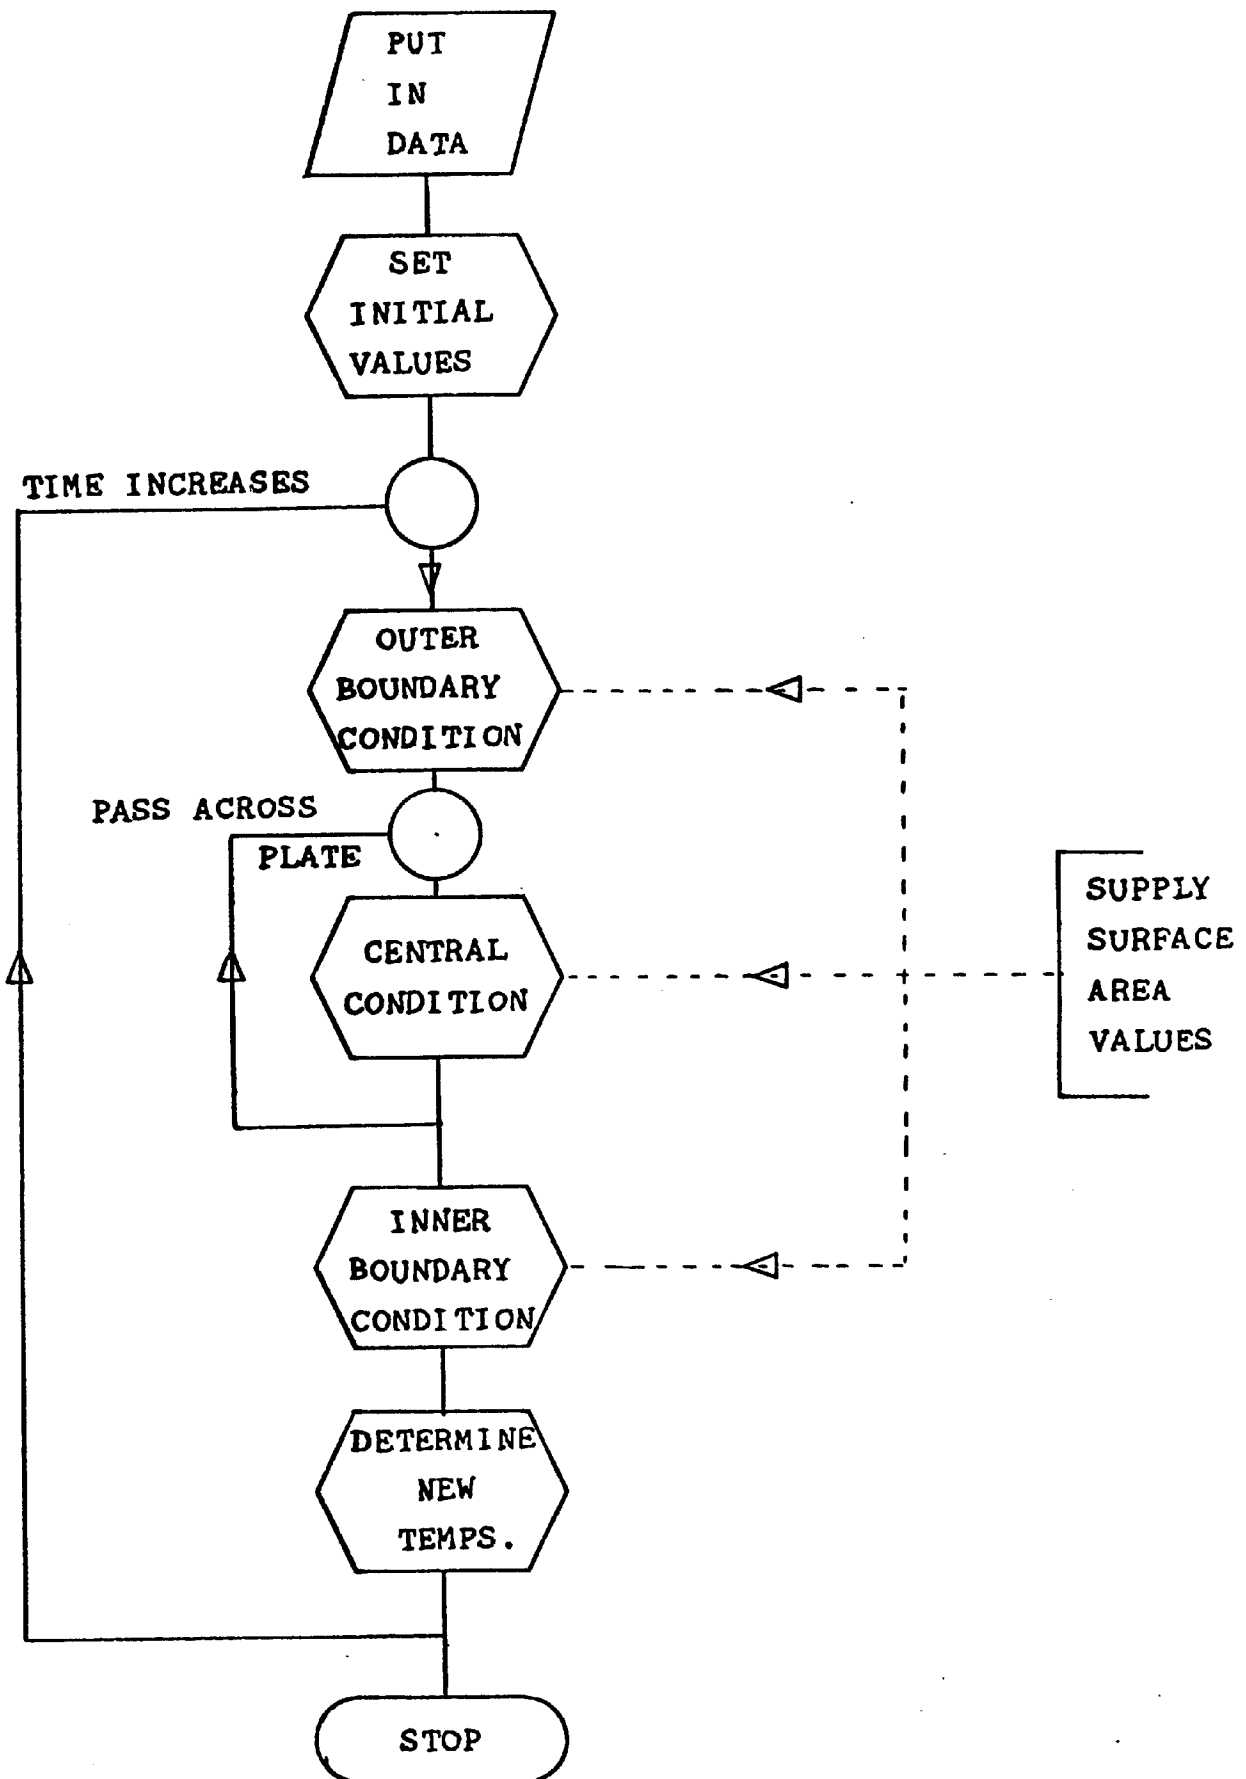 PUT
IN
DATA
SET
INITIAL
VALUES
TIME INCREASES
OUTER
BOUNDARY
CONDITION
PASS ACROSS
PLATE
CENTRAL
CONDITION
SUPPLY
SURFACE
AREA
VALUES
INNER
BOUNDARY
CONDITION
DETERMINE
NEW
TEMPS.
STOP